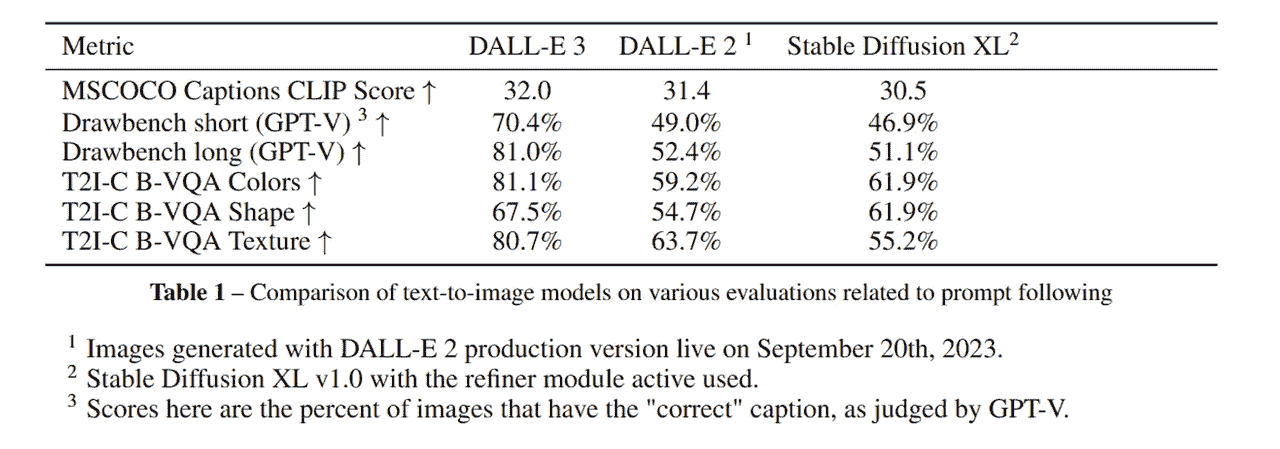 Metric DALL-E 3 DALL-E 2 ¹ Stable Diffusion XL²
MSCOCO Captions CLIP Score ↑ 32.0 31.4 30.5
Drawbench short (GPT-V) ³ ↑ 70.4% 49.0% 46.9%
Drawbench long (GPT-V) ↑ 81.0% 52.4% 51.1%
T2I-C B-VQA Colors ↑ 81.1% 59.2% 61.9%
T2I-C B-VQA Shape ↑ 67.5% 54.7% 61.9%
T2I-C B-VQA Texture ↑ 80.7% 63.7% 55.2%
Table 1 – Comparison of text-to-image models on various evaluations related to prompt following
¹ Images generated with DALL-E 2 production version live on September 20th, 2023.
² Stable Diffusion XL v1.0 with the refiner module active used.
³ Scores here are the percent of images that have the "correct" caption, as judged by GPT-V.